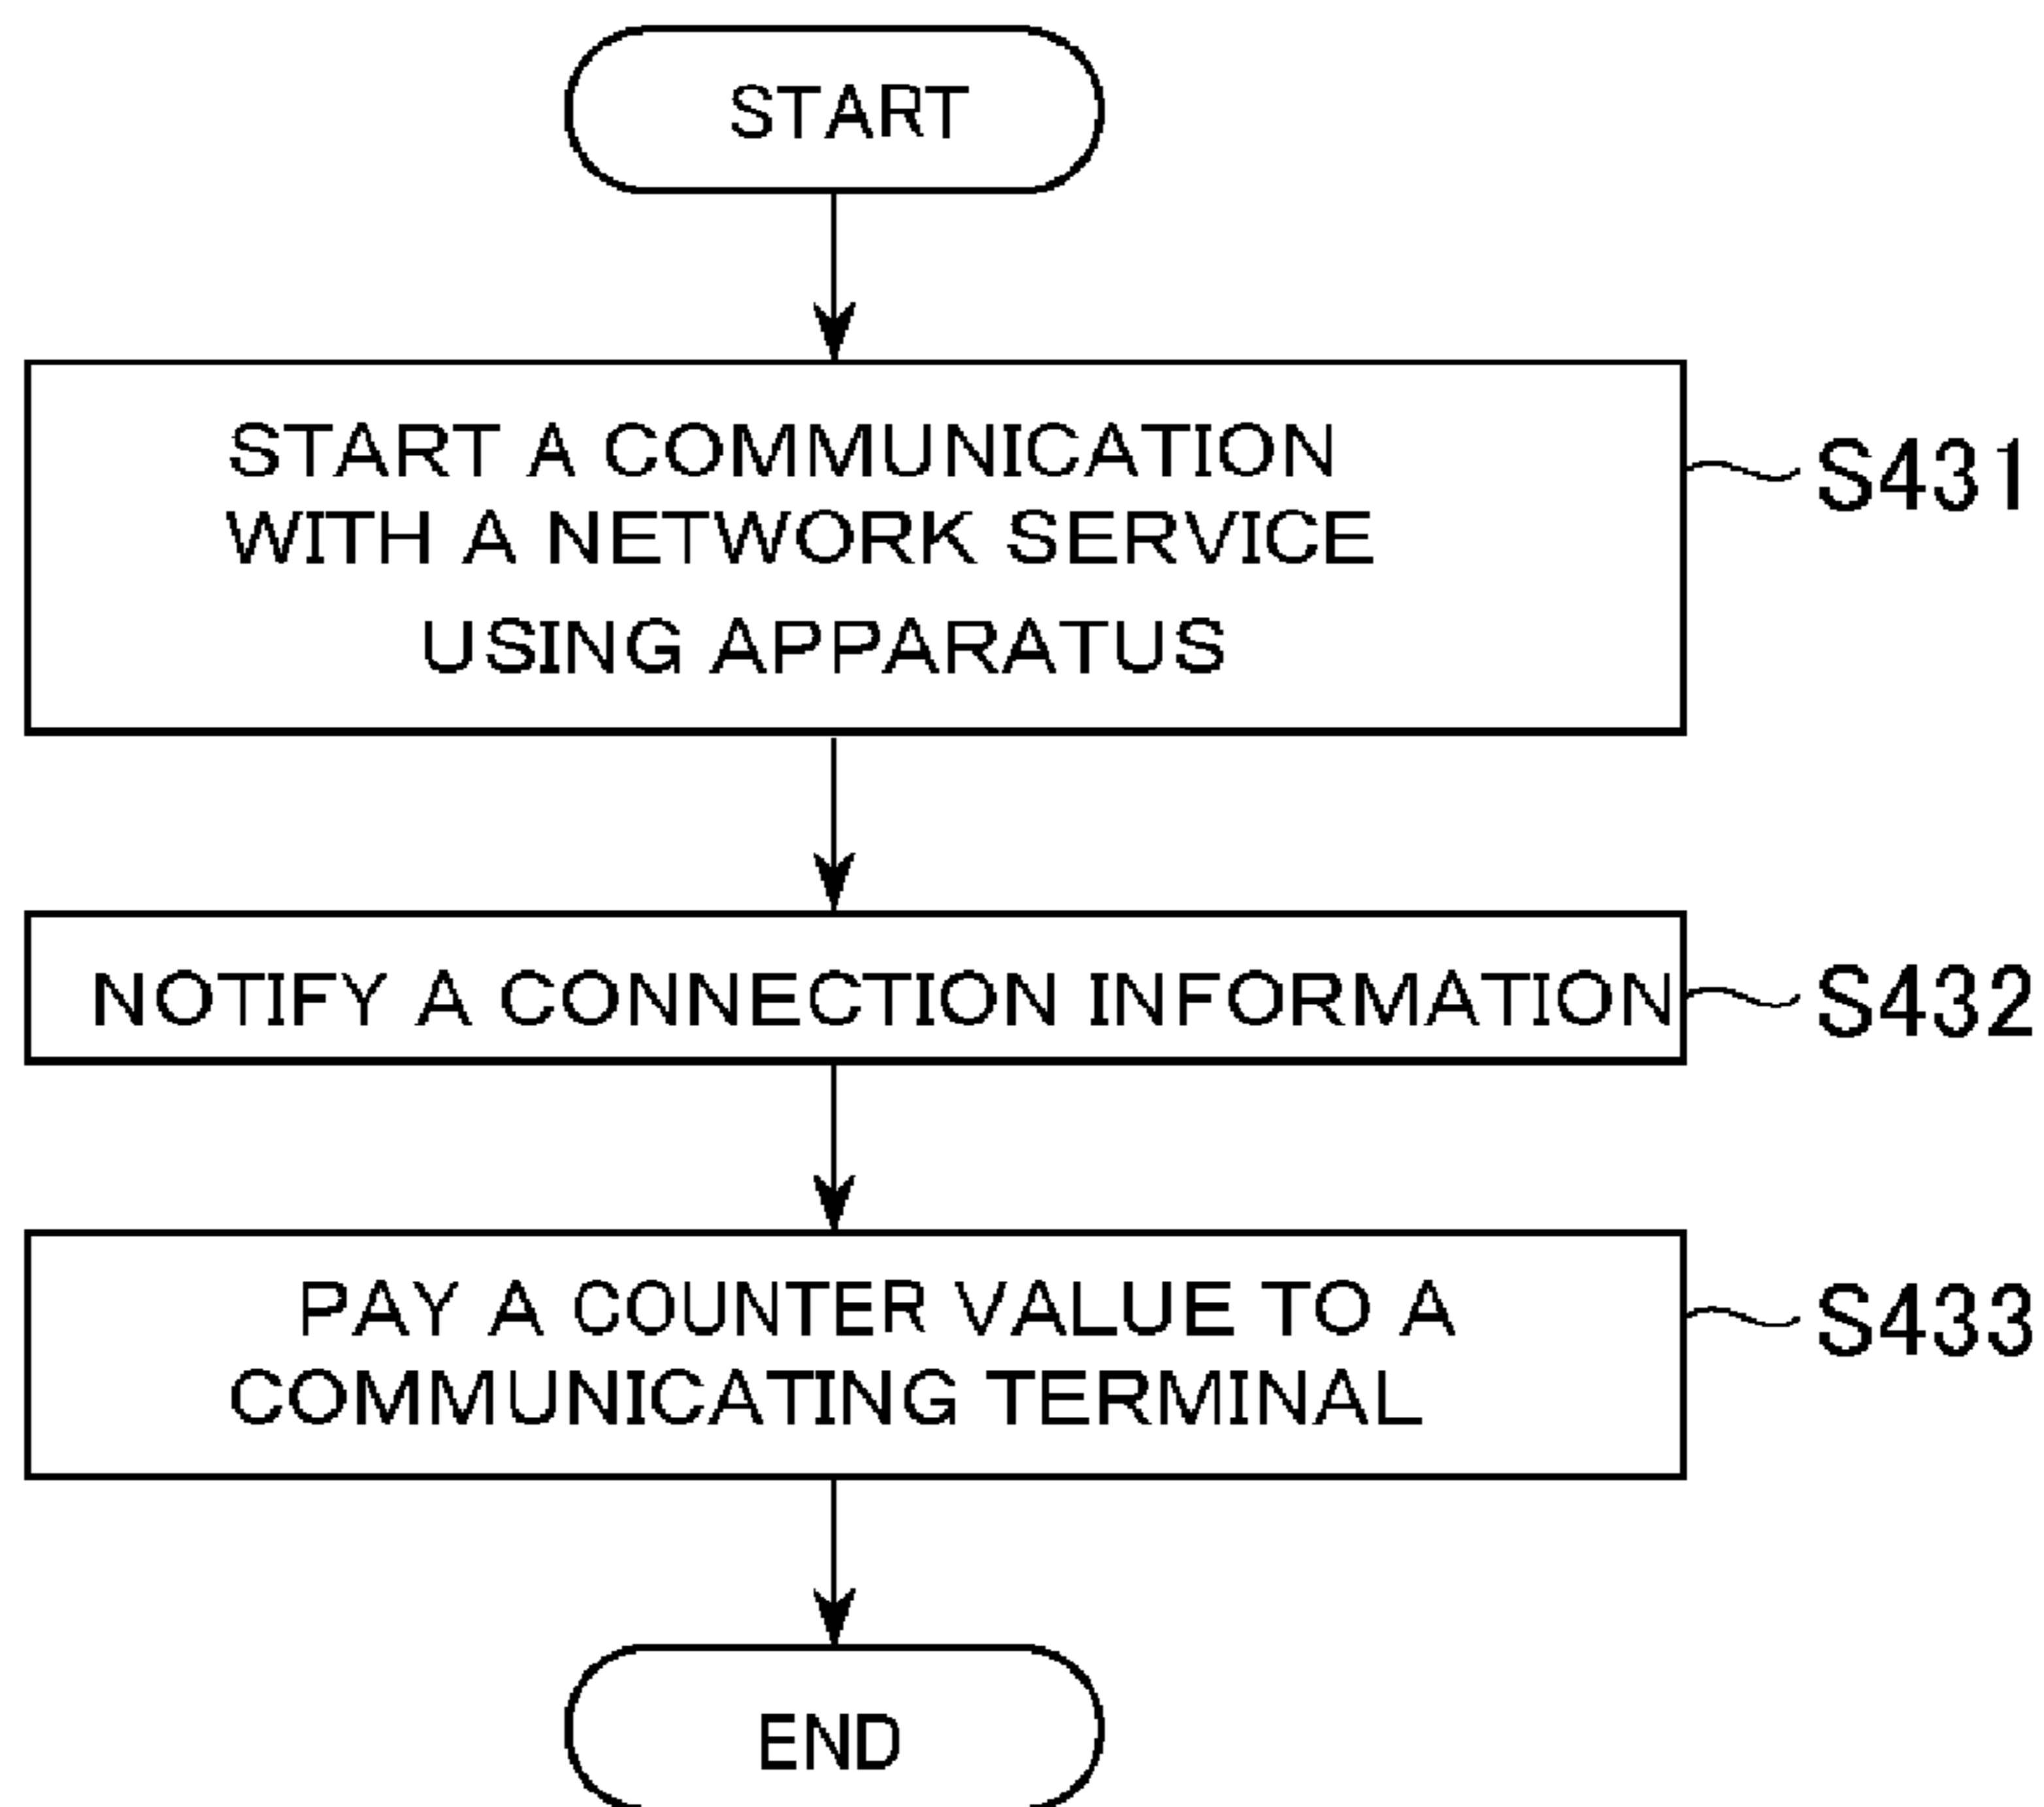 START
START A COMMUNICATION
WITH A NETWORK SERVICE
USING APPARATUS
S431
NOTIFY A CONNECTION INFORMATION
S432
PAY A COUNTER VALUE TO A
COMMUNICATING TERMINAL
S433
END